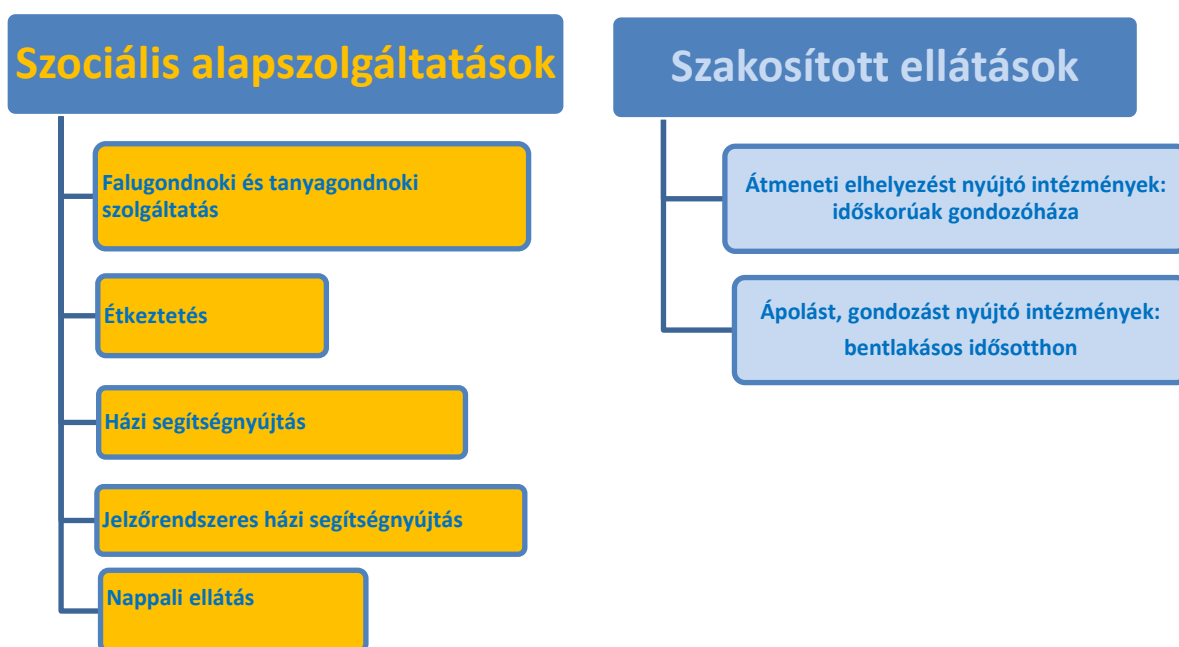 Szociális alapszolgáltatások
Falugondnoki és tanyagondnoki
szolgáltatás
Étkeztetés
Házi segítségnyújtás
Jelzőrendszeres házi segítségnyújtás
Nappali ellátás
Szakosított ellátások
Átmeneti elhelyezést nyújtó intézmények:
időskorúak gondozóháza
Ápolást, gondozást nyújtó intézmények:
bentlakásos idősotthon